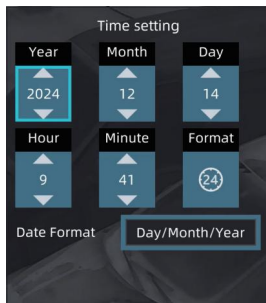 Time setting
Year Month Day
2024 12 14
Hour Minute Format
9 41 24
Date Format Day/Month/Year